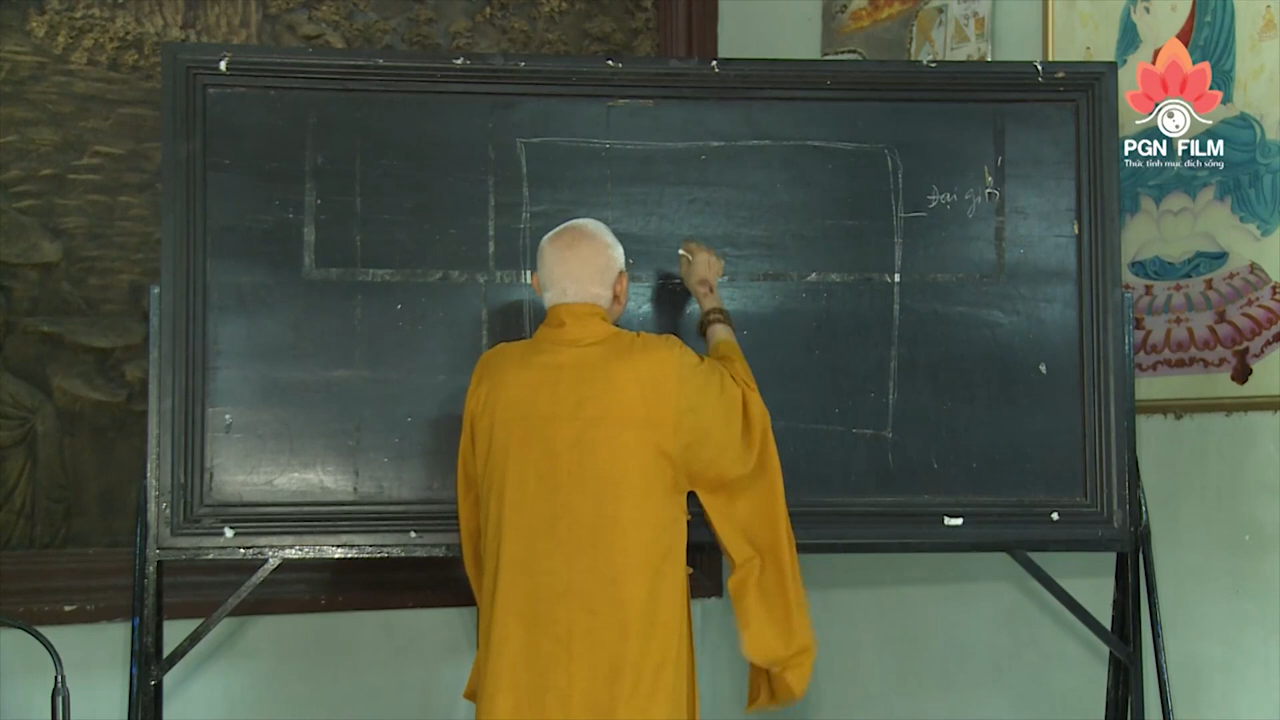 PGN FILM
Thức tỉnh mục đích sống
Đại giới